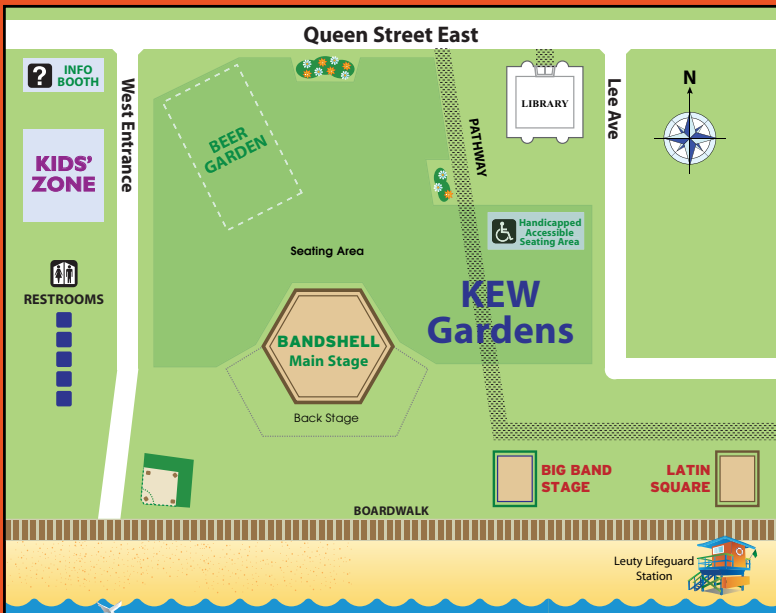 Queen Street East
?
INFO
BOOTH
West Entrance
KIDS'
ZONE
RESTROOMS
BEER
GARDEN
PATHWAY
LIBRARY
Lee Ave
N
Handicapped
Accessible
Seating Area
Seating Area
KEW
Gardens
BANDSHELL
Main Stage
Back Stage
BIG BAND
STAGE
LATIN
SQUARE
BOARDWALK
Leuty Lifeguard
Station